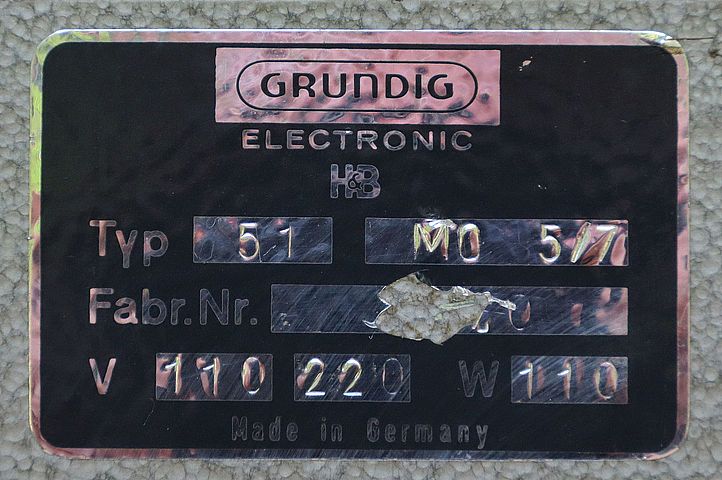 GRUNDIG
ELECTRONIC
H&B
Typ 51 MO 5/7
Fabr.Nr.
V 110 220 W 110
Made in Germany